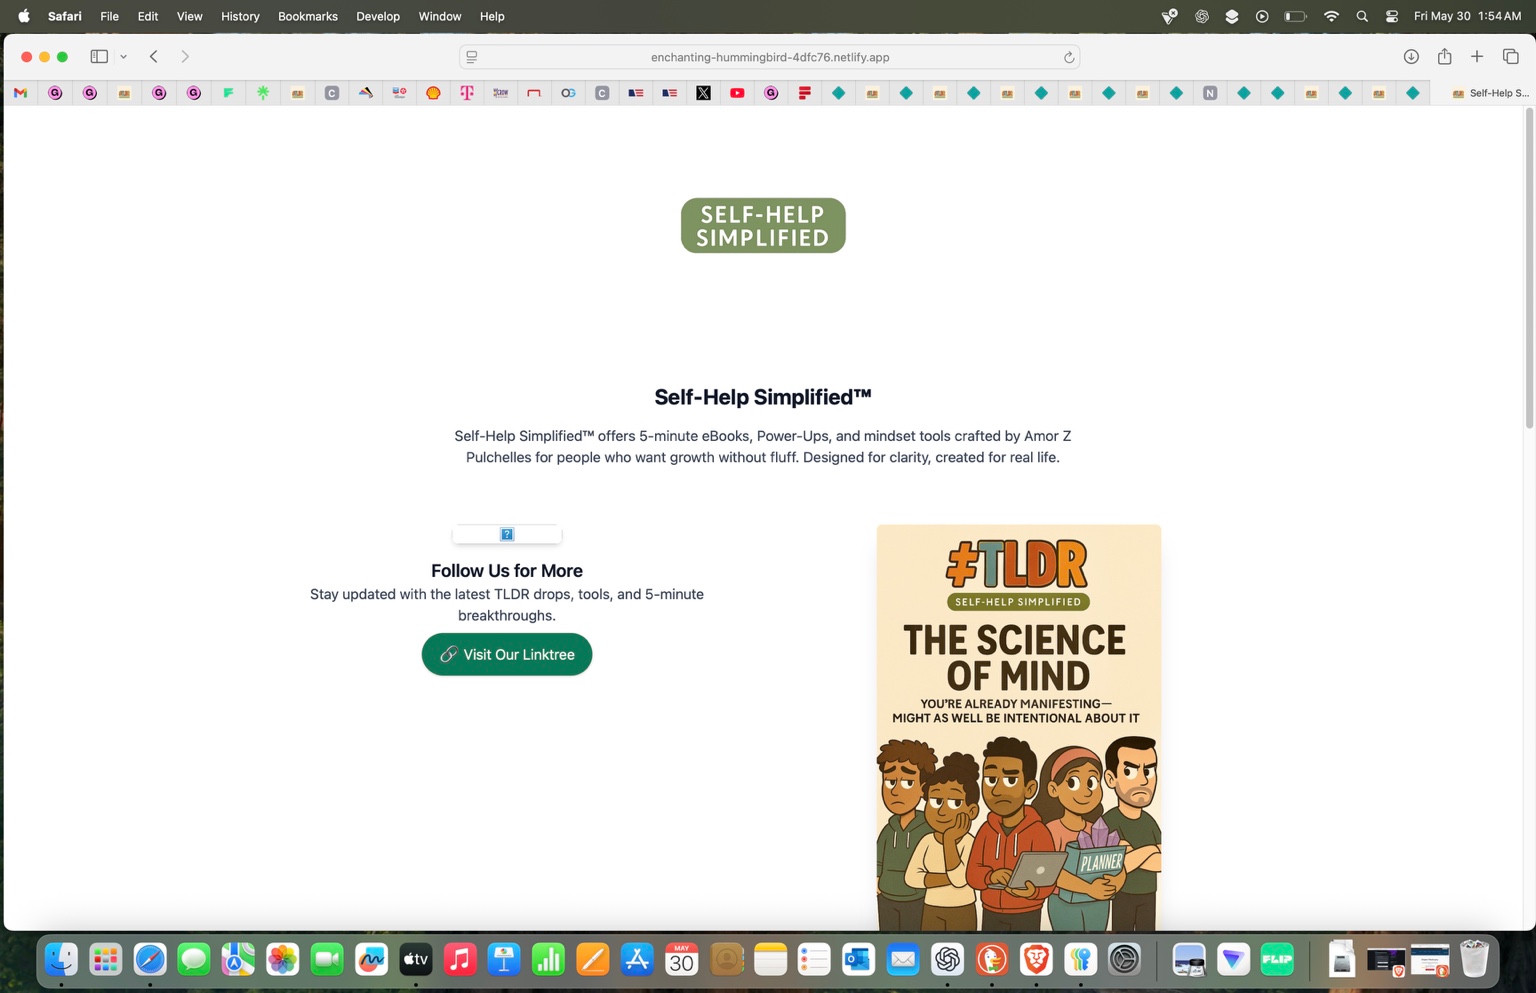 Safari File Edit View History Bookmarks Develop Window Help Fri May 30 1:54 AM
enchanting-hummingbird-4dfc76.netlify.app
Self-Help S...
SELF-HELP
SIMPLIFIED
Self-Help Simplified™
Self-Help Simplified™ offers 5-minute eBooks, Power-Ups, and mindset tools crafted by Amor Z
Pulchelles for people who want growth without fluff. Designed for clarity, created for real life.
Follow Us for More
Stay updated with the latest TLDR drops, tools, and 5-minute
breakthroughs.
Visit Our Linktree
#TLDR
SELF-HELP SIMPLIFIED
THE SCIENCE
OF MIND
YOU'RE ALREADY MANIFESTING—
MIGHT AS WELL BE INTENTIONAL ABOUT IT
PLANNER
tv
MAY
30
FLIP